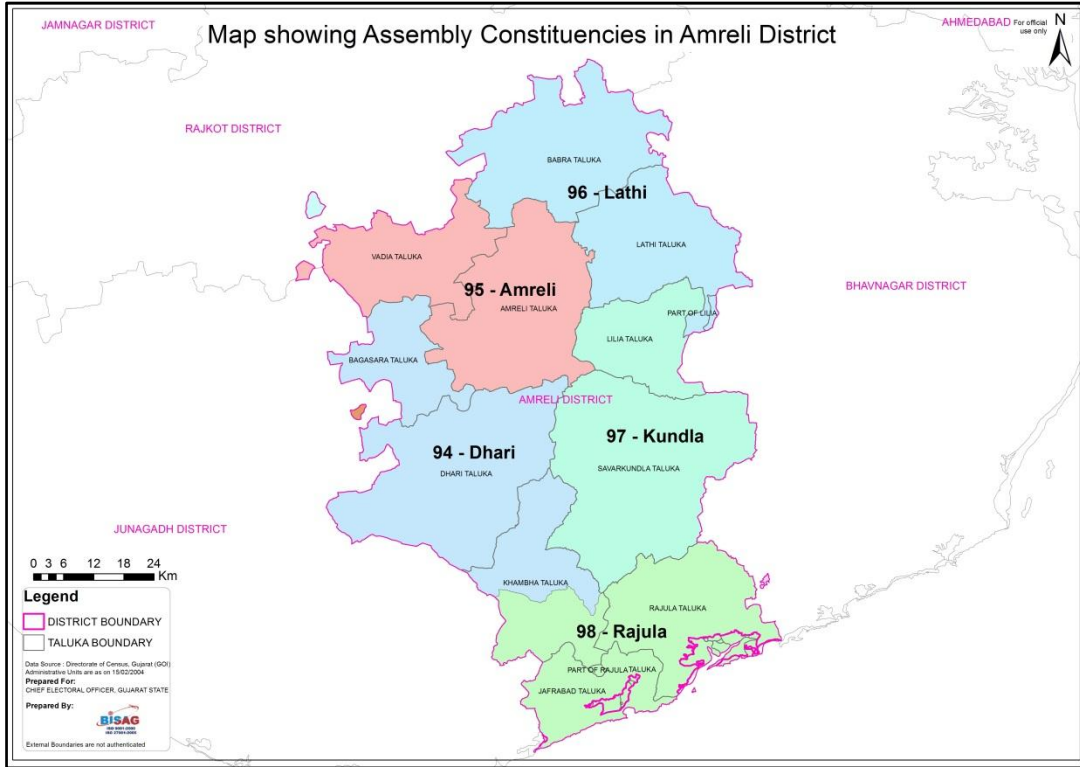 JAMNAGAR DISTRICT
AHMEDABAD
For official
use only
N
Map showing Assembly Constituencies in Amreli District
RAJKOT DISTRICT
BABRA TALUKA
96 - Lathi
LATHI TALUKA
VADIA TALUKA
95 - Amreli
AMRELI TALUKA
BHAVNAGAR DISTRICT
PART OF LILIA
LILIA TALUKA
BAGASARA TALUKA
AMRELI DISTRICT
97 - Kundla
94 - Dhari
DHARI TALUKA
SAVARKUNDLA TALUKA
JUNAGADH DISTRICT
KHAMBHA TALUKA
RAJULA TALUKA
98 - Rajula
PART OF RAJULA TALUKA
JAFRABAD TALUKA
0 3 6 12 18 24
Km
Legend
DISTRICT BOUNDARY
TALUKA BOUNDARY
Data Source : Directorate of Census, Gujarat (GOI)
Administrative Units are as on 15/02/2004
Prepared For:
CHIEF ELECTORAL OFFICER, GUJARAT STATE
Prepared By:
BISAG
External Boundaries are not authenticated